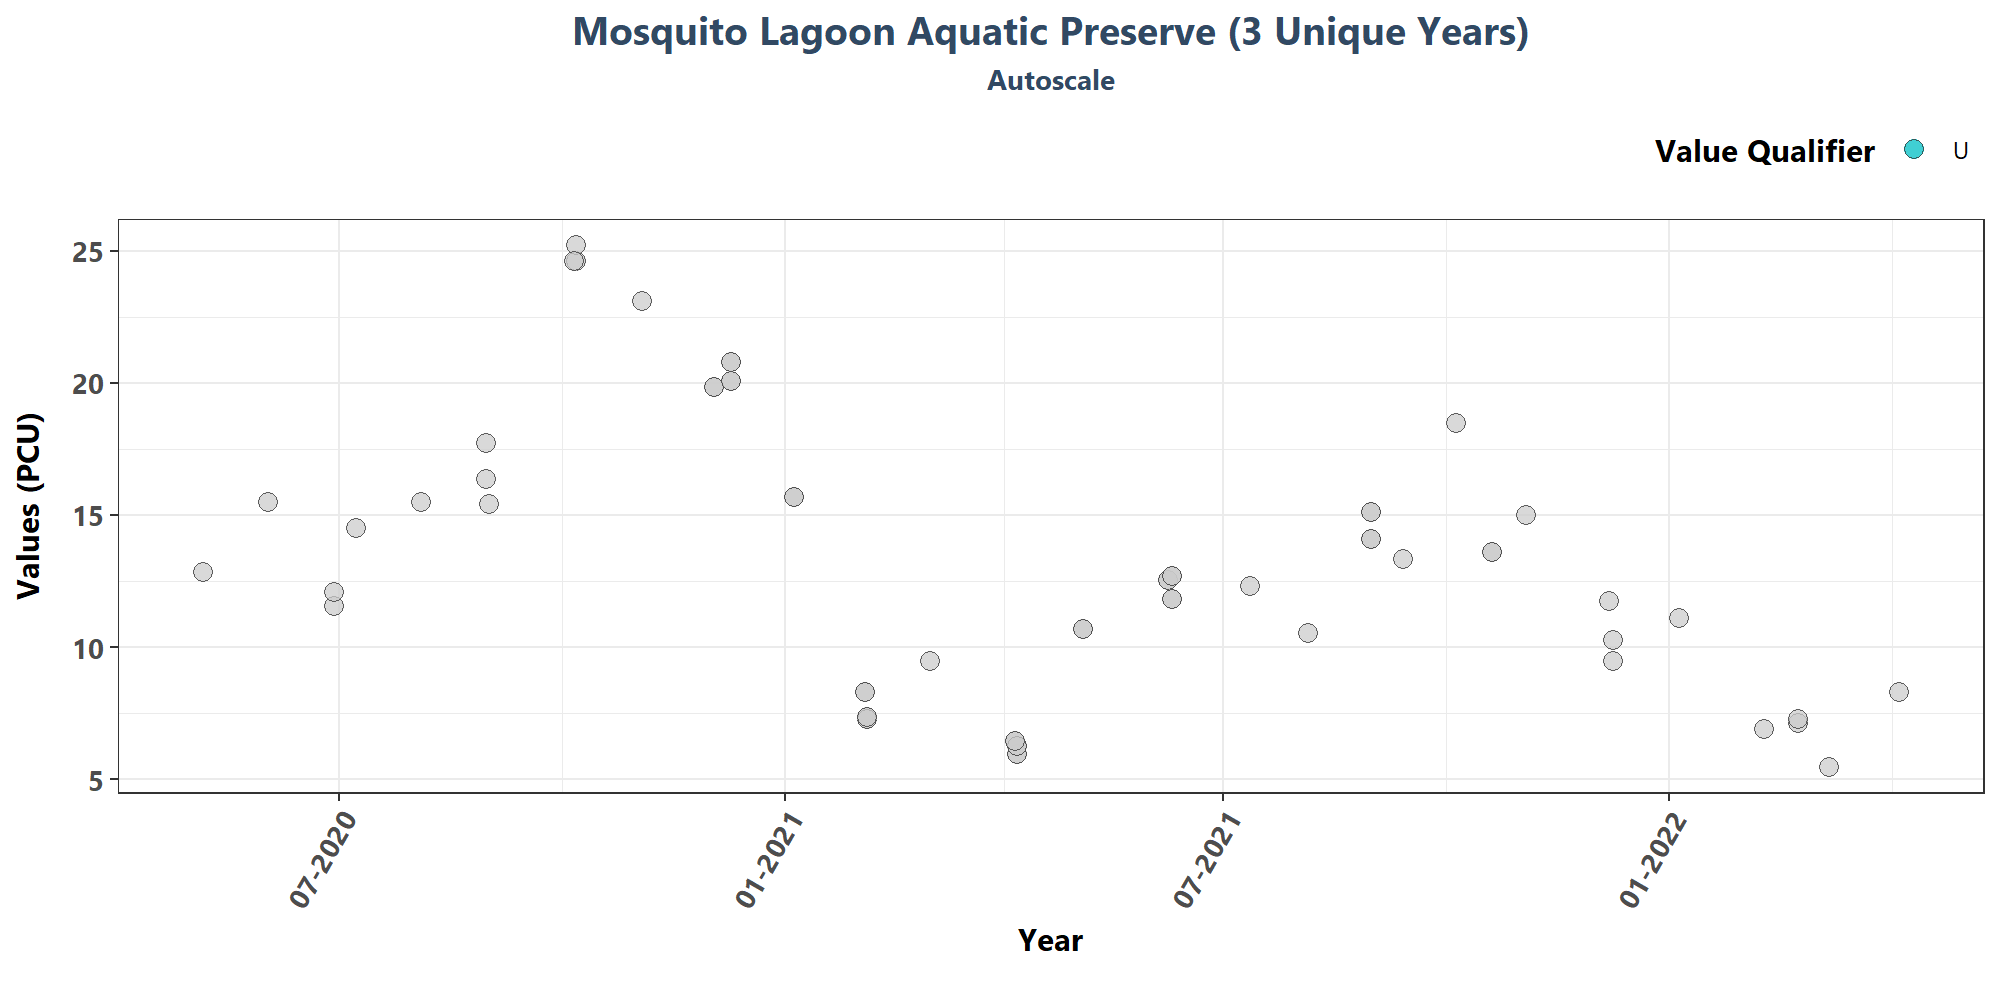 Mosquito Lagoon Aquatic Preserve (3 Unique Years)
Autoscale
Value Qualifier U
25
20
15
10
5
Values (PCU)
07-2020
01-2021
07-2021
01-2022
Year